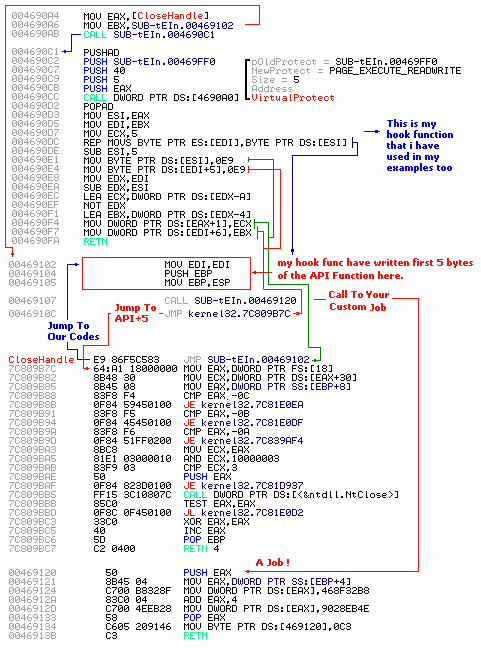 004690A4 MOV EAX,[CloseHandle]
004690A6 MOV EBX,SUB-tEIn.00469102
004690AB CALL SUB-tEIn.004690C1
004690C1 PUSHAD
004690C2 PUSH SUB-tEIn.00469FF0 pOldProtect = SUB-tEIn.00469FF0
004690C7 PUSH 40 NewProtect = PAGE_EXECUTE_READWRITE
004690C9 PUSH 5 Size = 5
004690CB PUSH EAX Address
004690CC CALL DWORD PTR DS:[4690A0] VirtualProtect
004690D2 POPAD
004690D3 MOV ESI,EAX
004690D5 MOV EDI,EBX
004690D7 MOV ECX,5
004690DC REP MOVS BYTE PTR ES:[EDI],BYTE PTR DS:[ESI]
004690DE SUB ESI,5
004690E1 MOV BYTE PTR DS:[ESI],0E9
004690E4 MOV BYTE PTR DS:[EDI+5],0E9
004690E8 MOV EDX,EDI
004690EA SUB EDX,ESI
004690EC LEA ECX,DWORD PTR DS:[EDX-A]
004690EF NOT EDX
004690F1 LEA EBX,DWORD PTR DS:[EDX-4]
004690F4 MOV DWORD PTR DS:[EAX+1],ECX
004690F7 MOV DWORD PTR DS:[EDI+6],EBX
004690FA RETN
This is my
hook function
that i have
used in my
examples too
00469102 MOV EDI,EDI
00469104 PUSH EBP
00469105 MOV EBP,ESP
my hook func have written first 5 bytes
of the API Function here.
00469107 CALL SUB-tEIn.00469120
0046910C JMP kernel32.7C809B7C
Call To Your
Custom Job
Jump To
API+5
Jump To
Our Codes
CloseHandle E9 86F5C583 JMP SUB-tEIn.00469102
7C809B7C 64:A1 18000000 MOV EAX,DWORD PTR FS:[18]
7C809B82 8B48 30 MOV ECX,DWORD PTR DS:[EAX+30]
7C809B85 8B45 08 MOV EAX,DWORD PTR SS:[EBP+8]
7C809B88 83F8 F4 CMP EAX,-0C
7C809B8B 0F84 59450100 JE kernel32.7C81E0EA
7C809B91 83F8 F5 CMP EAX,-0B
7C809B94 0F84 45450100 JE kernel32.7C81E0DF
7C809B9A 83F8 F6 CMP EAX,-0A
7C809B9D 0F84 51FF0200 JE kernel32.7C839AF4
7C809BA3 8BC8 MOV ECX,EAX
7C809BA5 81E1 03000010 AND ECX,10000003
7C809BAB 83F9 03 CMP ECX,3
7C809BAE 50 PUSH EAX
7C809BAF 0F84 823D0100 JE kernel32.7C81D937
7C809BB5 FF15 3C10807C CALL DWORD PTR DS:[<&ntdll.NtClose>]
7C809BBB 85C0 TEST EAX,EAX
7C809BBD 0F8C 0F450100 JL kernel32.7C81E0D2
7C809BC3 33C0 XOR EAX,EAX
7C809BC5 40 INC EAX
7C809BC6 5D POP EBP
7C809BC7 C2 0400 RETN 4
A Job !
00469120 50 PUSH EAX
00469121 8B45 04 MOV EAX,DWORD PTR SS:[EBP+4]
00469124 C700 B8328F MOV DWORD PTR DS:[EAX],468F32B8
0046912A 83C0 04 ADD EAX,4
0046912D C700 4EEB28 MOV DWORD PTR DS:[EAX],9028EB4E
00469133 58 POP EAX
00469134 C605 209146 MOV BYTE PTR DS:[469120],0C3
0046913B C3 RETN